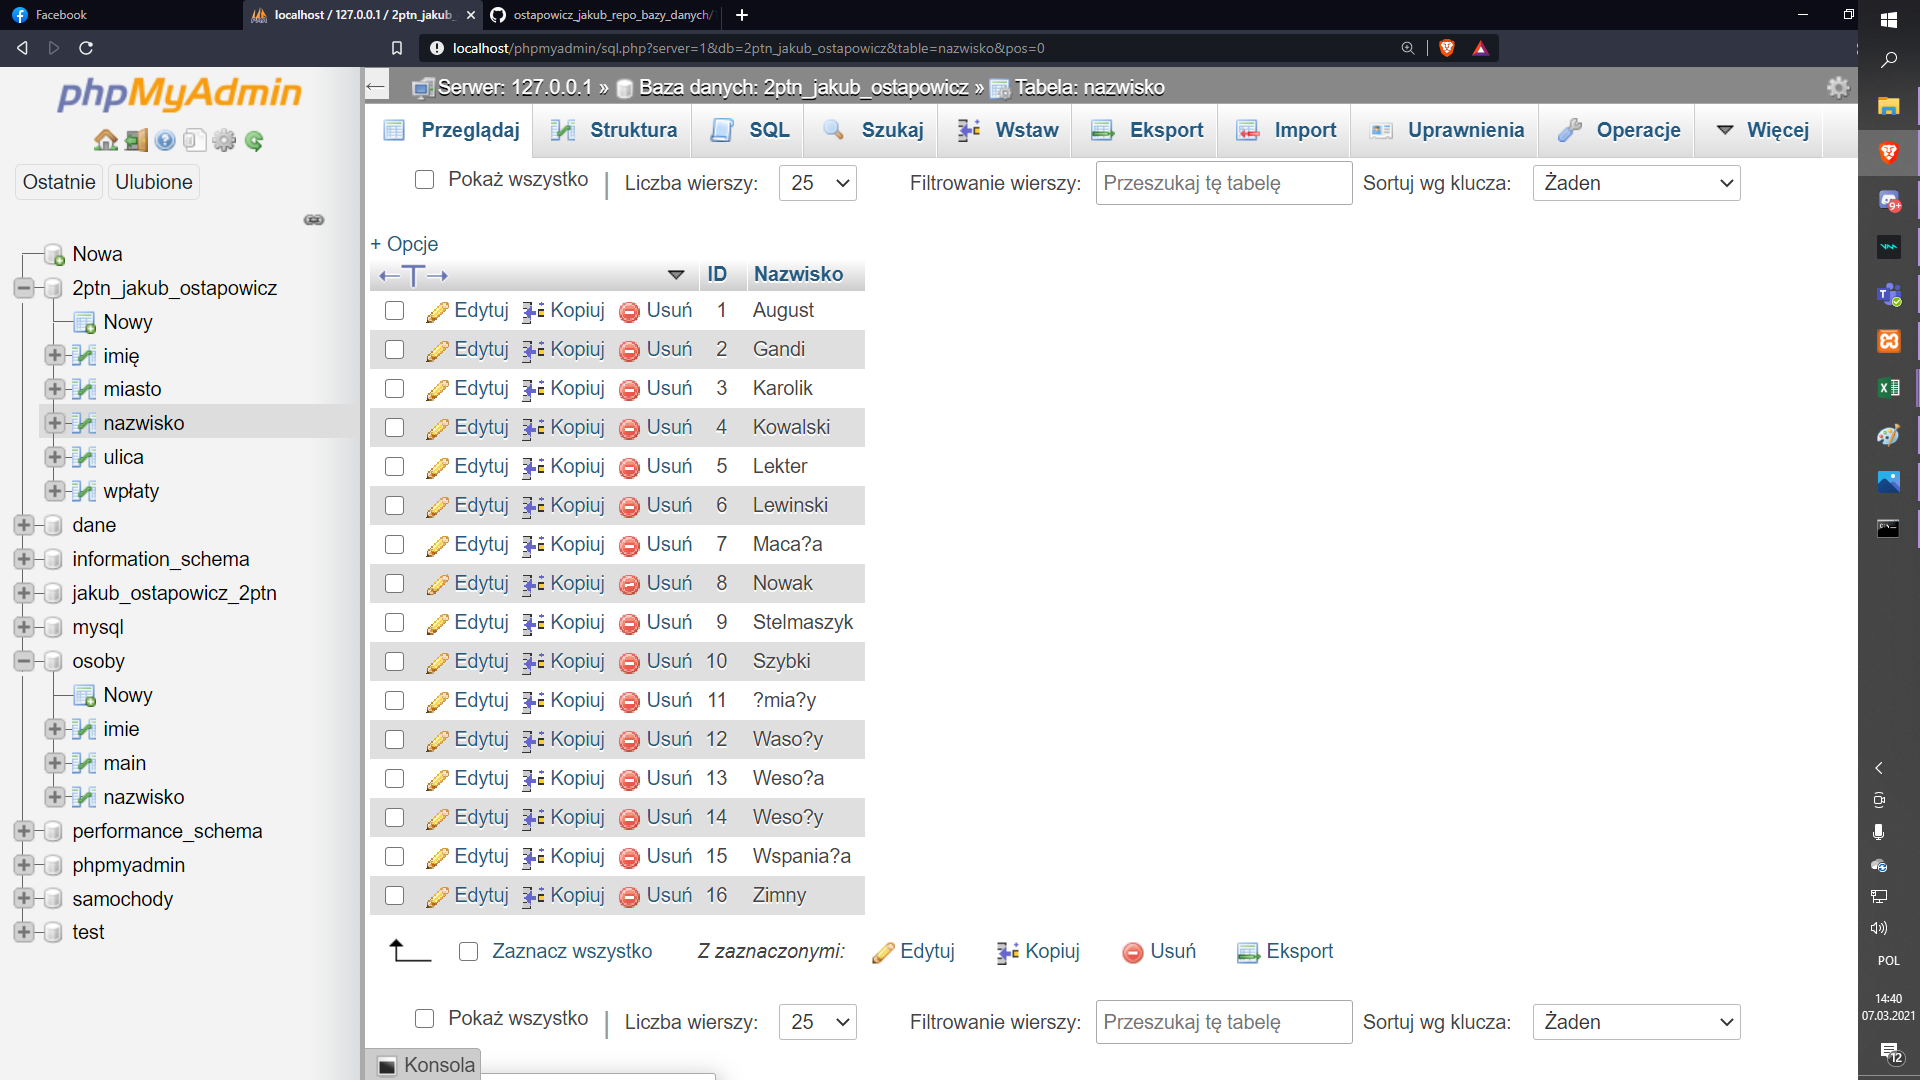 Facebook
localhost / 127.0.0.1 / 2ptn_jakub_
ostapowicz_jakub_repo_bazy_danych/
localhost/phpmyadmin/sql.php?server=1&db=2ptn_jakub_ostapowicz&table=nazwisko&pos=0
phpMyAdmin
Ostatnie Ulubione
Nowa
2ptn_jakub_ostapowicz
Nowy
imię
miasto
nazwisko
ulica
wpłaty
dane
information_schema
jakub_ostapowicz_2ptn
mysql
osoby
Nowy
imie
main
nazwisko
performance_schema
phpmyadmin
samochody
test
Serwer: 127.0.0.1 » Baza danych: 2ptn_jakub_ostapowicz » Tabela: nazwisko
Przeglądaj Struktura SQL Szukaj Wstaw Eksport Import Uprawnienia Operacje Więcej
Pokaż wszystko | Liczba wierszy: 25 Filtrowanie wierszy: Przeszukaj tę tabelę Sortuj wg klucza: Żaden
+ Opcje
←T→ ID Nazwisko
Edytuj Kopiuj Usuń 1 August
Edytuj Kopiuj Usuń 2 Gandi
Edytuj Kopiuj Usuń 3 Karolik
Edytuj Kopiuj Usuń 4 Kowalski
Edytuj Kopiuj Usuń 5 Lekter
Edytuj Kopiuj Usuń 6 Lewinski
Edytuj Kopiuj Usuń 7 Maca?a
Edytuj Kopiuj Usuń 8 Nowak
Edytuj Kopiuj Usuń 9 Stelmaszyk
Edytuj Kopiuj Usuń 10 Szybki
Edytuj Kopiuj Usuń 11 ?mia?y
Edytuj Kopiuj Usuń 12 Waso?y
Edytuj Kopiuj Usuń 13 Weso?a
Edytuj Kopiuj Usuń 14 Weso?y
Edytuj Kopiuj Usuń 15 Wspania?a
Edytuj Kopiuj Usuń 16 Zimny
Zaznacz wszystko Z zaznaczonymi: Edytuj Kopiuj Usuń Eksport
Pokaż wszystko | Liczba wierszy: 25 Filtrowanie wierszy: Przeszukaj tę tabelę Sortuj wg klucza: Żaden
Konsola
9+
POL
14:40
07.03.2021
12